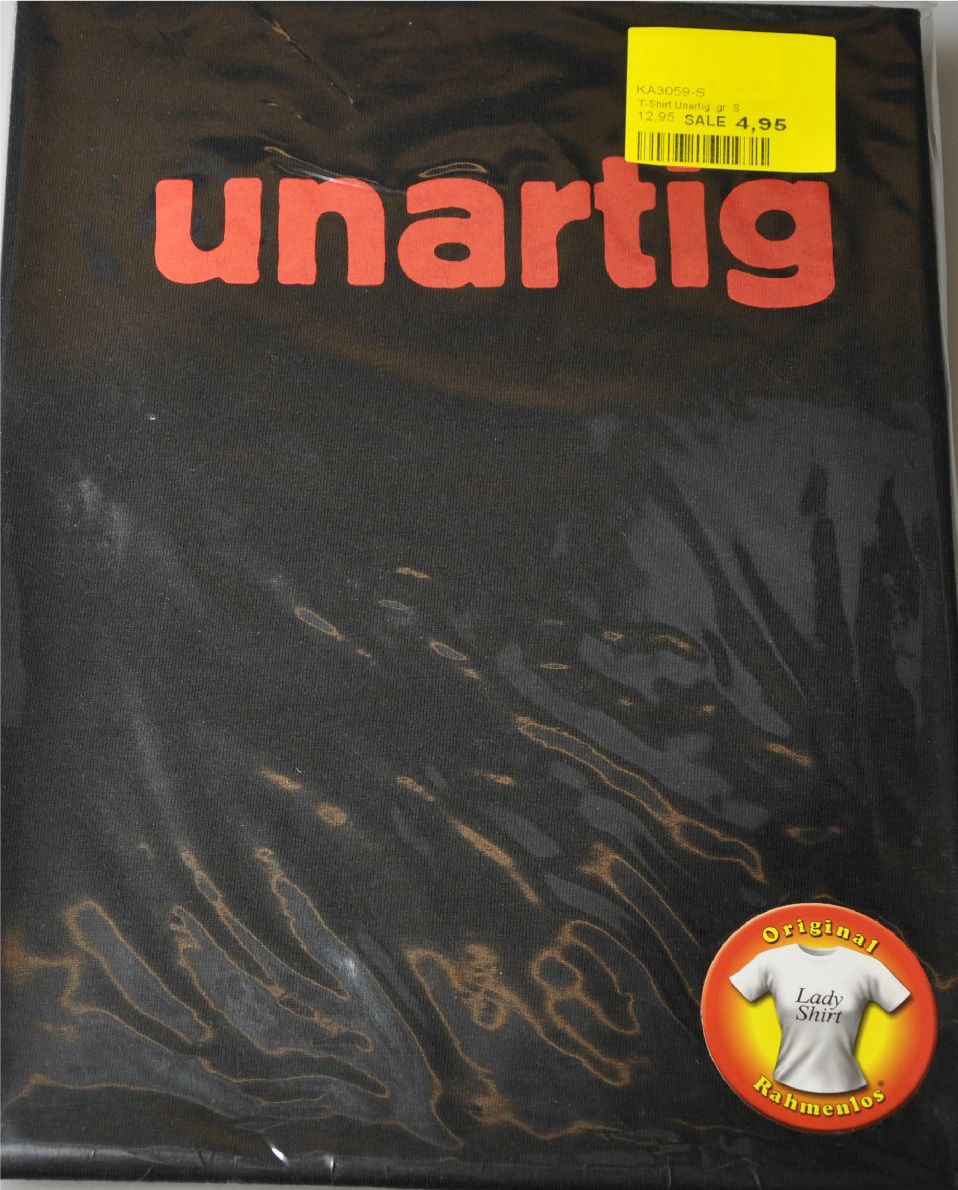 KA3059-S
T-Shirt Unartig gr. S
12,95 SALE 4,95
unartig
Original
Lady
Shirt
Rahmenlos®